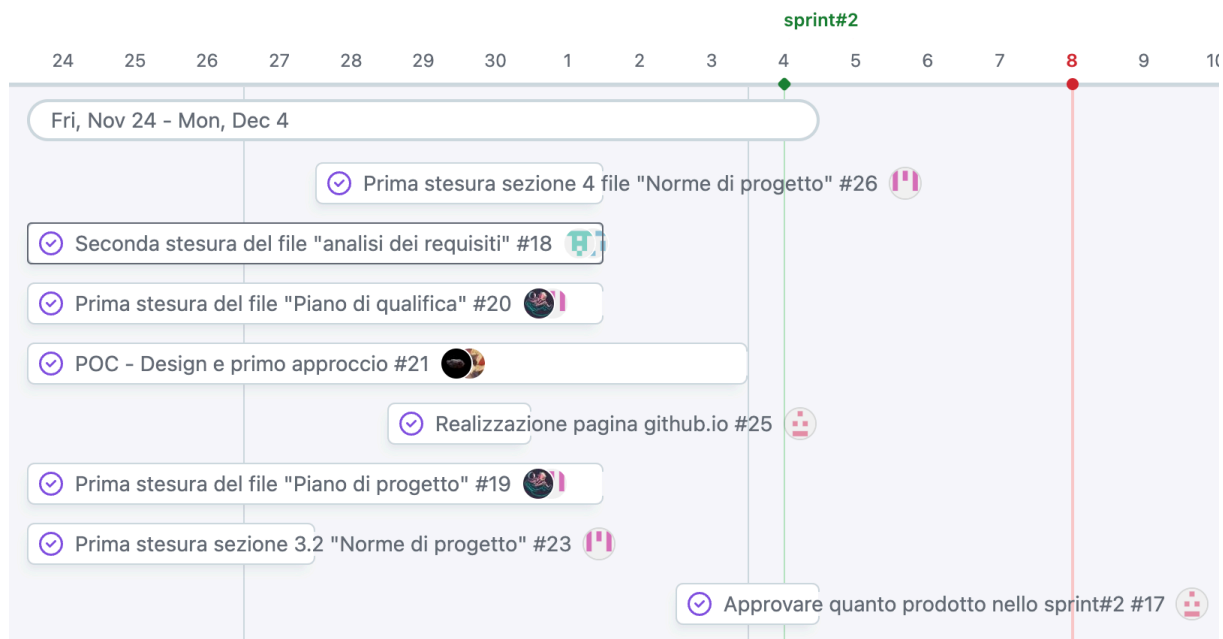 sprint#2
24 25 26 27 28 29 30 1 2 3 4 5 6 7 8 9 10
Fri, Nov 24 - Mon, Dec 4
Prima stesura sezione 4 file "Norme di progetto" #26
Seconda stesura del file "analisi dei requisiti" #18
Prima stesura del file "Piano di qualifica" #20
POC - Design e primo approccio #21
Realizzazione pagina github.io #25
Prima stesura del file "Piano di progetto" #19
Prima stesura sezione 3.2 "Norme di progetto" #23
Approvare quanto prodotto nello sprint#2 #17